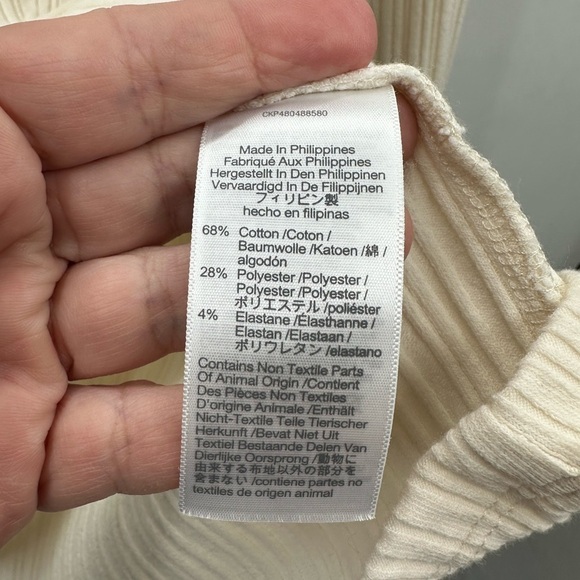 CKP480488580
Made In Philippines
Fabriqué Aux Philippines
Hergestellt In Den Philippinen
Vervaardigd In De Filippijnen
フィリピン製
hecho en filipinas
68% Cotton /Coton /
Baumwolle /Katoen /綿 /
algodón
28% Polyester /Polyester /
Polyester /Polyester /
ポリエステル /poliéster
4% Elastane /Élasthanne /
Elastan /Elastaan /
ポリウレタン /elastano
Contains Non Textile Parts
Of Animal Origin /Contient
Des Pièces Non Textiles
D'origine Animale /Enthält
Nicht-Textile Teile Tierischer
Herkunft /Bevat Niet Uit
Textiel Bestaande Delen Van
Dierlijke Oorsprong /動物に
由来する布地以外の部分を
含まない /contiene partes no
textiles de origen animal